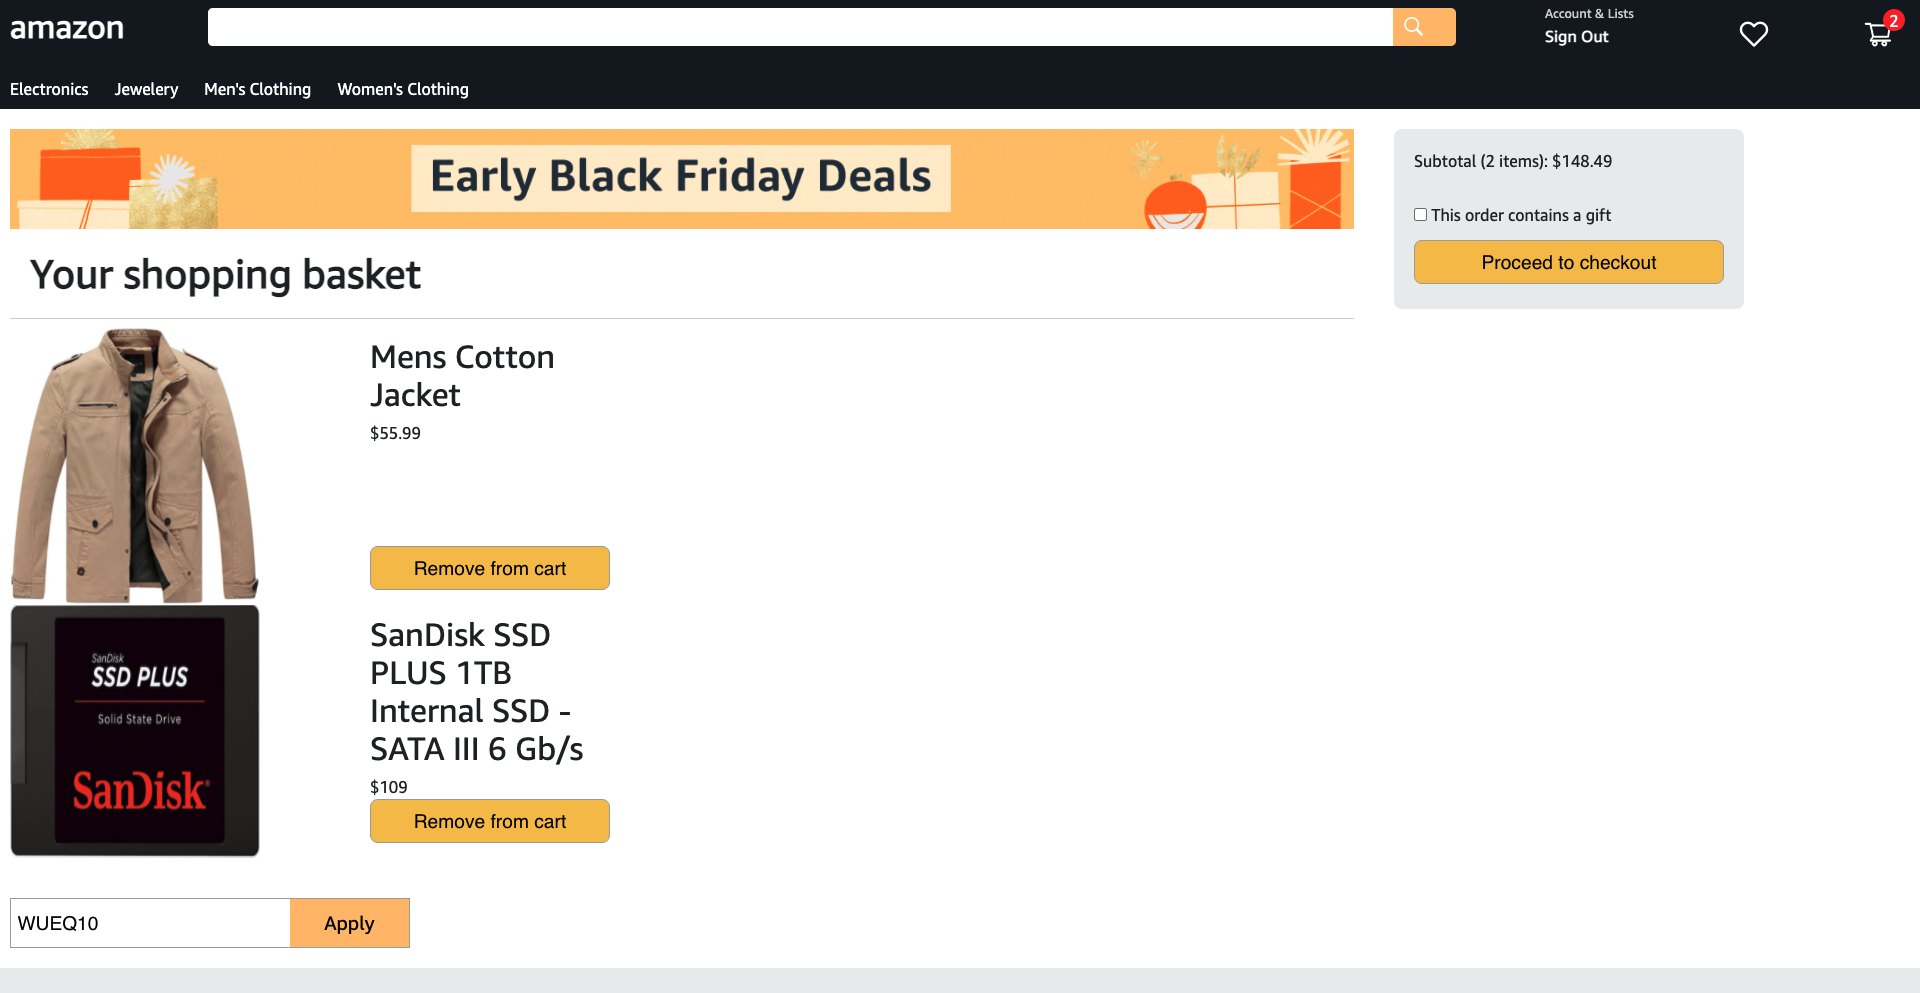 amazon
Account & Lists
Sign Out
2
Electronics Jewelery Men's Clothing Women's Clothing
Early Black Friday Deals
Subtotal (2 items): $148.49
This order contains a gift
Proceed to checkout
Your shopping basket
Mens Cotton
Jacket
$55.99
Remove from cart
SanDisk
SSD PLUS
Solid State Drive
SanDisk
SanDisk SSD
PLUS 1TB
Internal SSD -
SATA III 6 Gb/s
$109
Remove from cart
WUEQ10 Apply